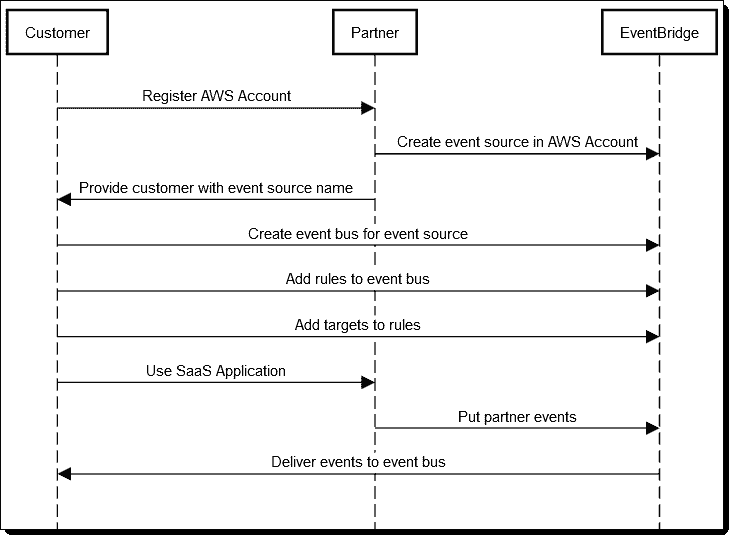 Customer
Partner
EventBridge
Register AWS Account
Create event source in AWS Account
Provide customer with event source name
Create event bus for event source
Add rules to event bus
Add targets to rules
Use SaaS Application
Put partner events
Deliver events to event bus